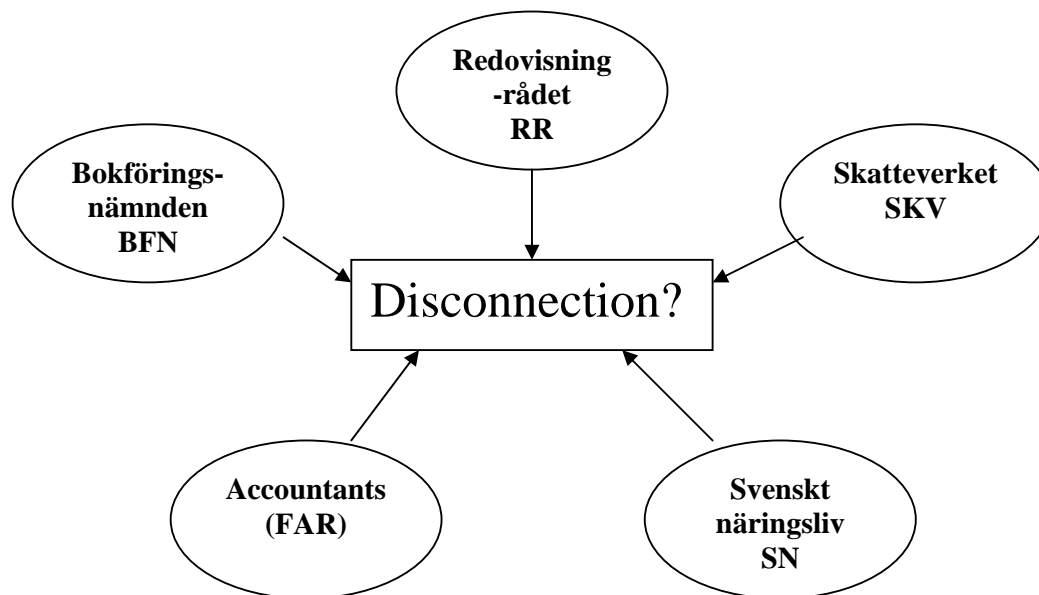 Redovisning
-rådet
RR
Bokförings-
nämnden
BFN
Skatteverket
SKV
Disconnection?
Accountants
(FAR)
Svenskt
näringsliv
SN